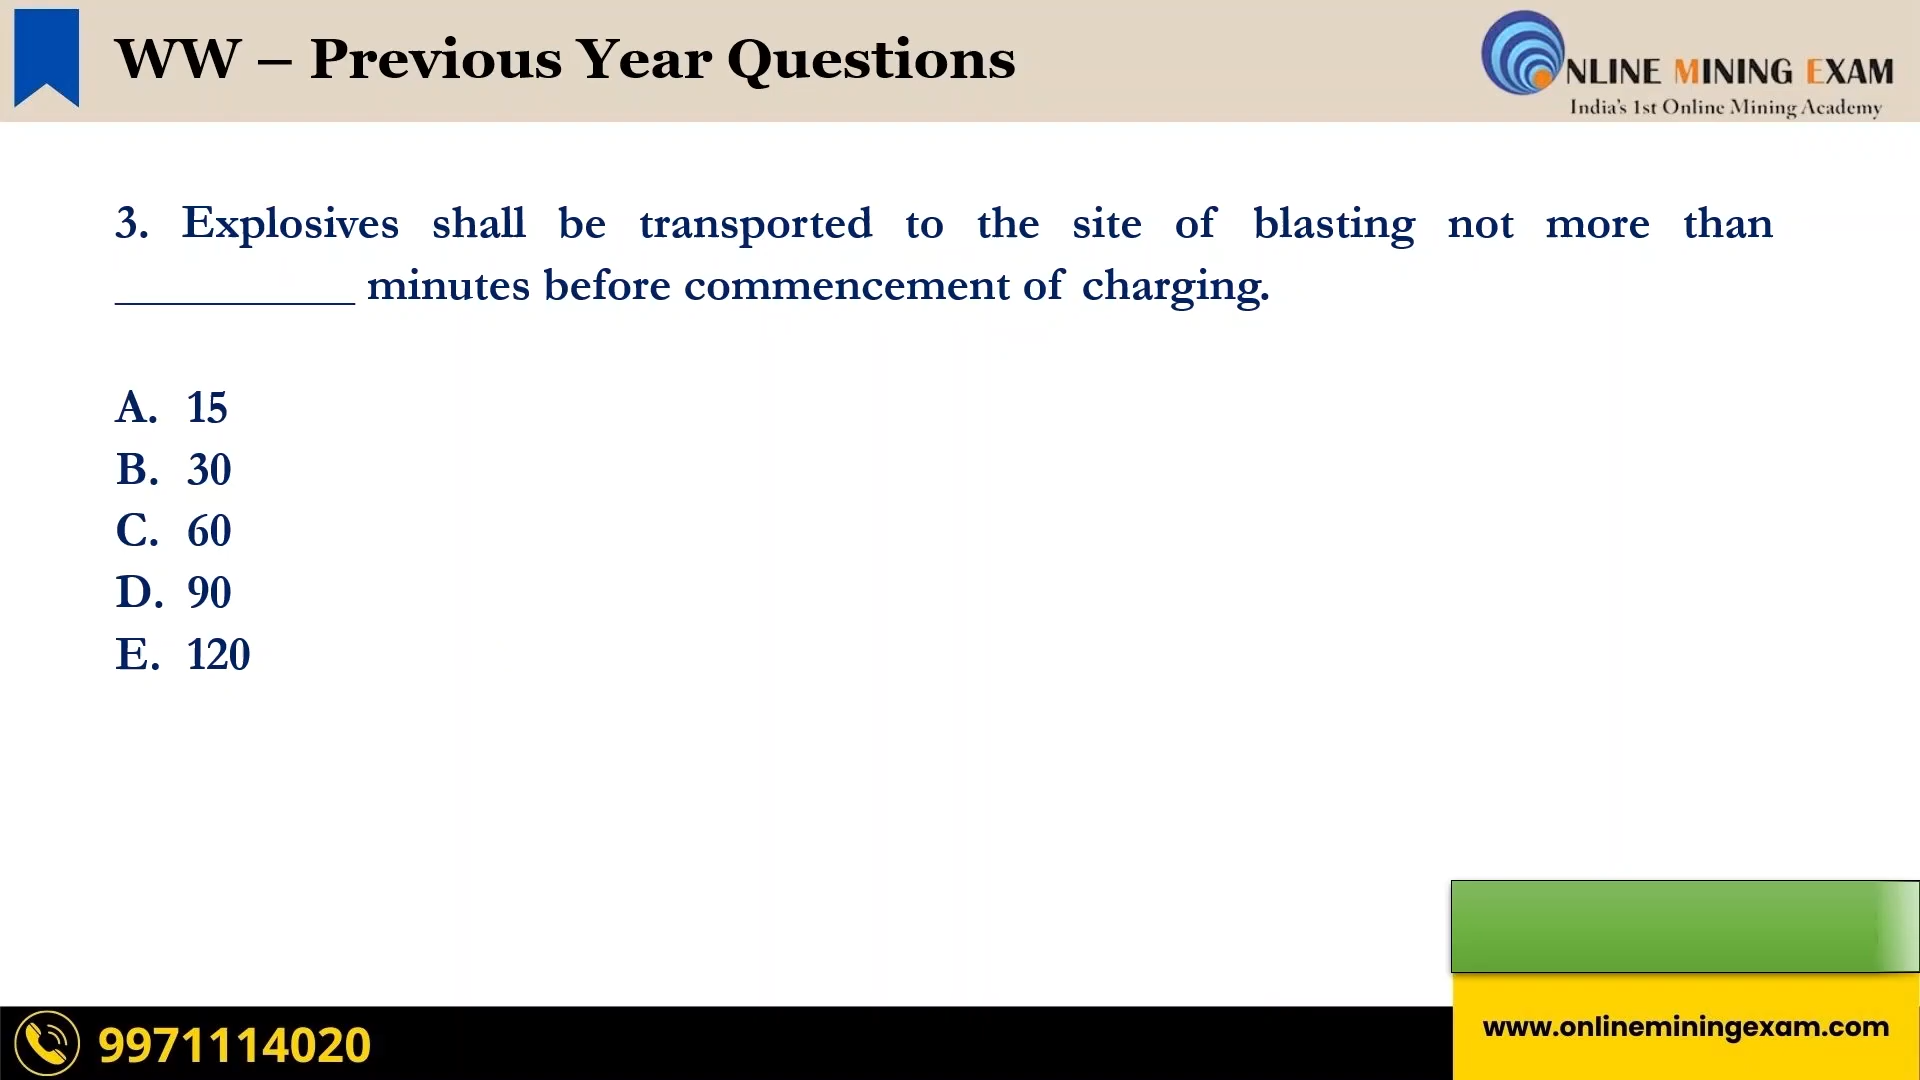 WW – Previous Year Questions
NLINE MINING EXAM
India's 1st Online Mining Academy
3. Explosives shall be transported to the site of blasting not more than
__________ minutes before commencement of charging.
A. 15
B. 30
C. 60
D. 90
E. 120
9971114020
www.onlineminingexam.com